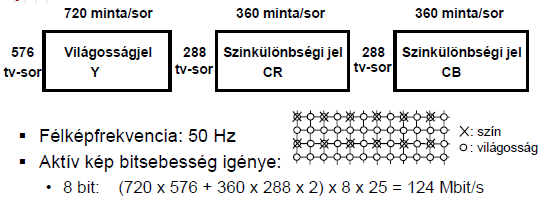 720 minta/sor 360 minta/sor 360 minta/sor
576 tv-sor
Világosságjel
Y
288 tv-sor
Szinkülönbségi jel
CR
288 tv-sor
Szinkülönbségi jel
CB
▪ Félképfrekvencia: 50 Hz
▪ Aktív kép bitsebesség igénye:
• 8 bit: (720 x 576 + 360 x 288 x 2) x 8 x 25 = 124 Mbit/s
X: szín
O: világosság